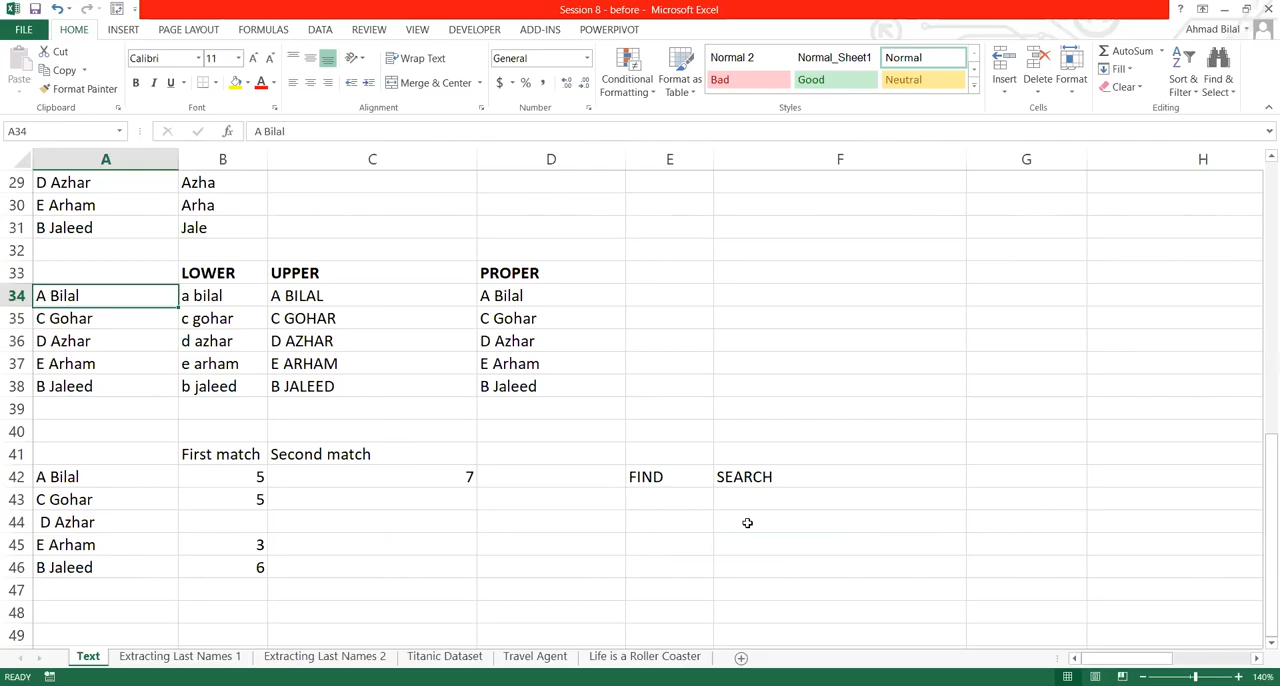 Session 8 - before - Microsoft Excel
FILE HOME INSERT PAGE LAYOUT FORMULAS DATA REVIEW VIEW DEVELOPER ADD-INS POWERPIVOT Ahmad Bilal
Paste Cut Copy Format Painter Clipboard
Calibri 11 B I U A Font
Wrap Text Merge & Center Alignment
General $ % , Number
Conditional Formatting Format as Table
Normal 2 Normal_Sheet1 Normal
Bad Good Neutral
Styles
Insert Delete Format Cells
AutoSum Fill Clear Sort & Filter Find & Select Editing
A34 fx A Bilal
A B C D E F G H
29 D Azhar Azha
30 E Arham Arha
31 B Jaleed Jale
32
33 LOWER UPPER PROPER
34 A Bilal a bilal A BILAL A Bilal
35 C Gohar c gohar C GOHAR C Gohar
36 D Azhar d azhar D AZHAR D Azhar
37 E Arham e arham E ARHAM E Arham
38 B Jaleed b jaleed B JALEED B Jaleed
39
40
41 First match Second match
42 A Bilal 5 7 FIND SEARCH
43 C Gohar 5
44 D Azhar
45 E Arham 3
46 B Jaleed 6
47
48
49
Text Extracting Last Names 1 Extracting Last Names 2 Titanic Dataset Travel Agent Life is a Roller Coaster
READY 140%